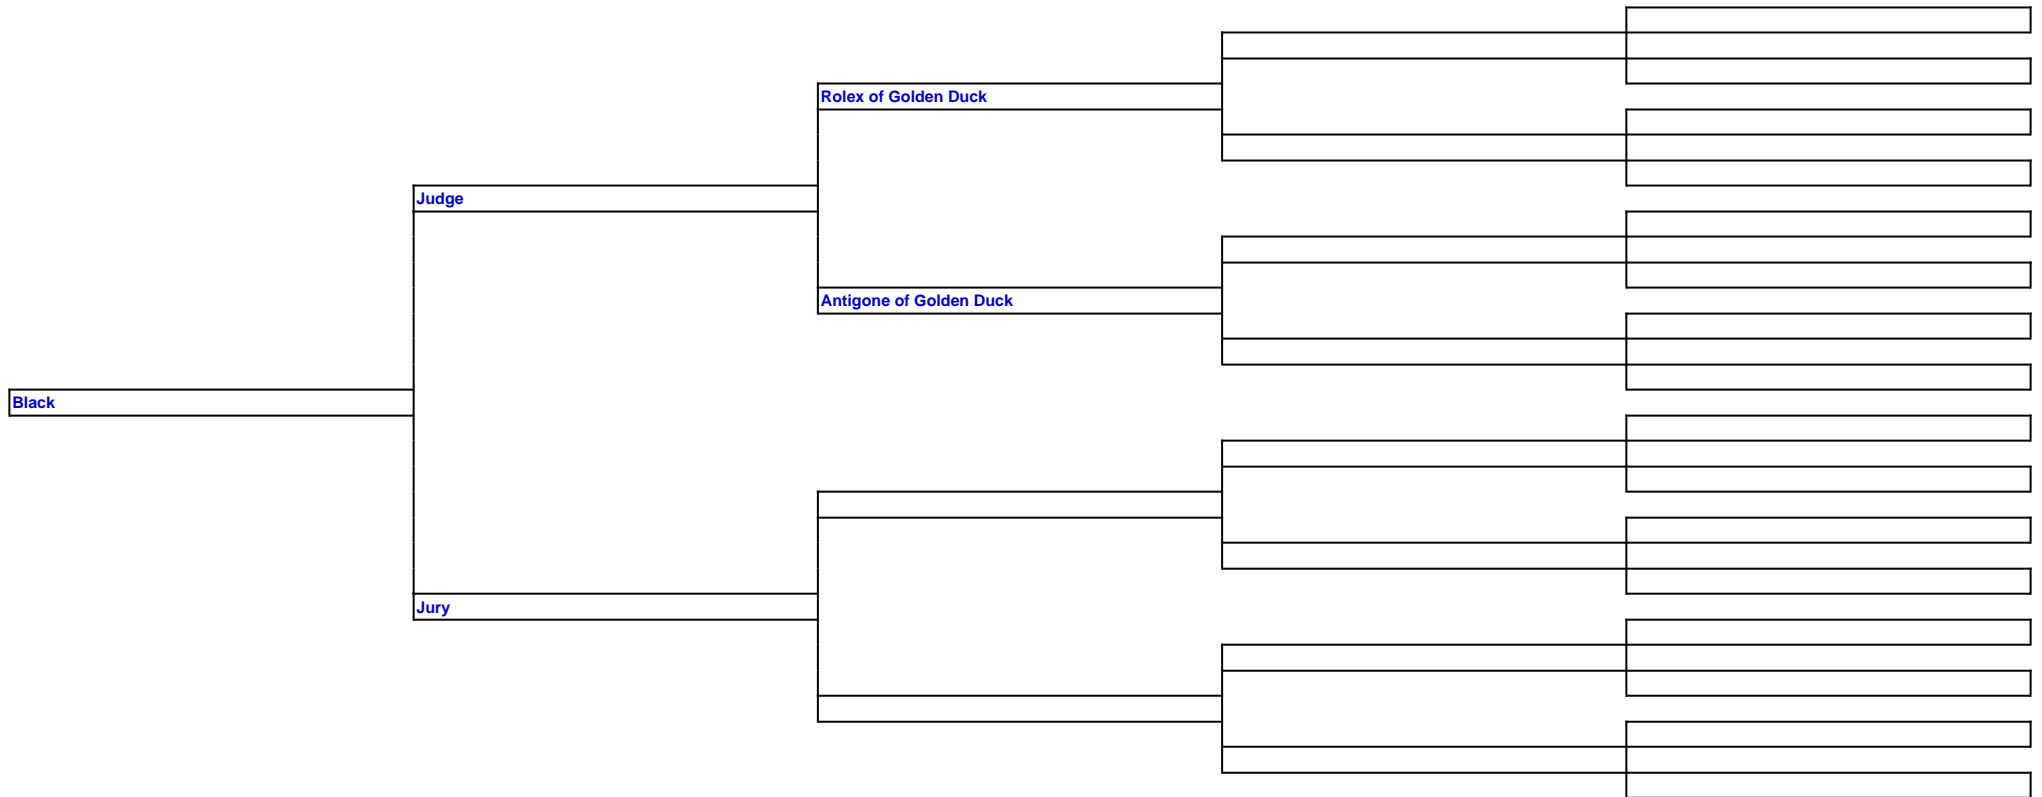 Rolex of Golden Duck
Judge
Antigone of Golden Duck
Black
Jury